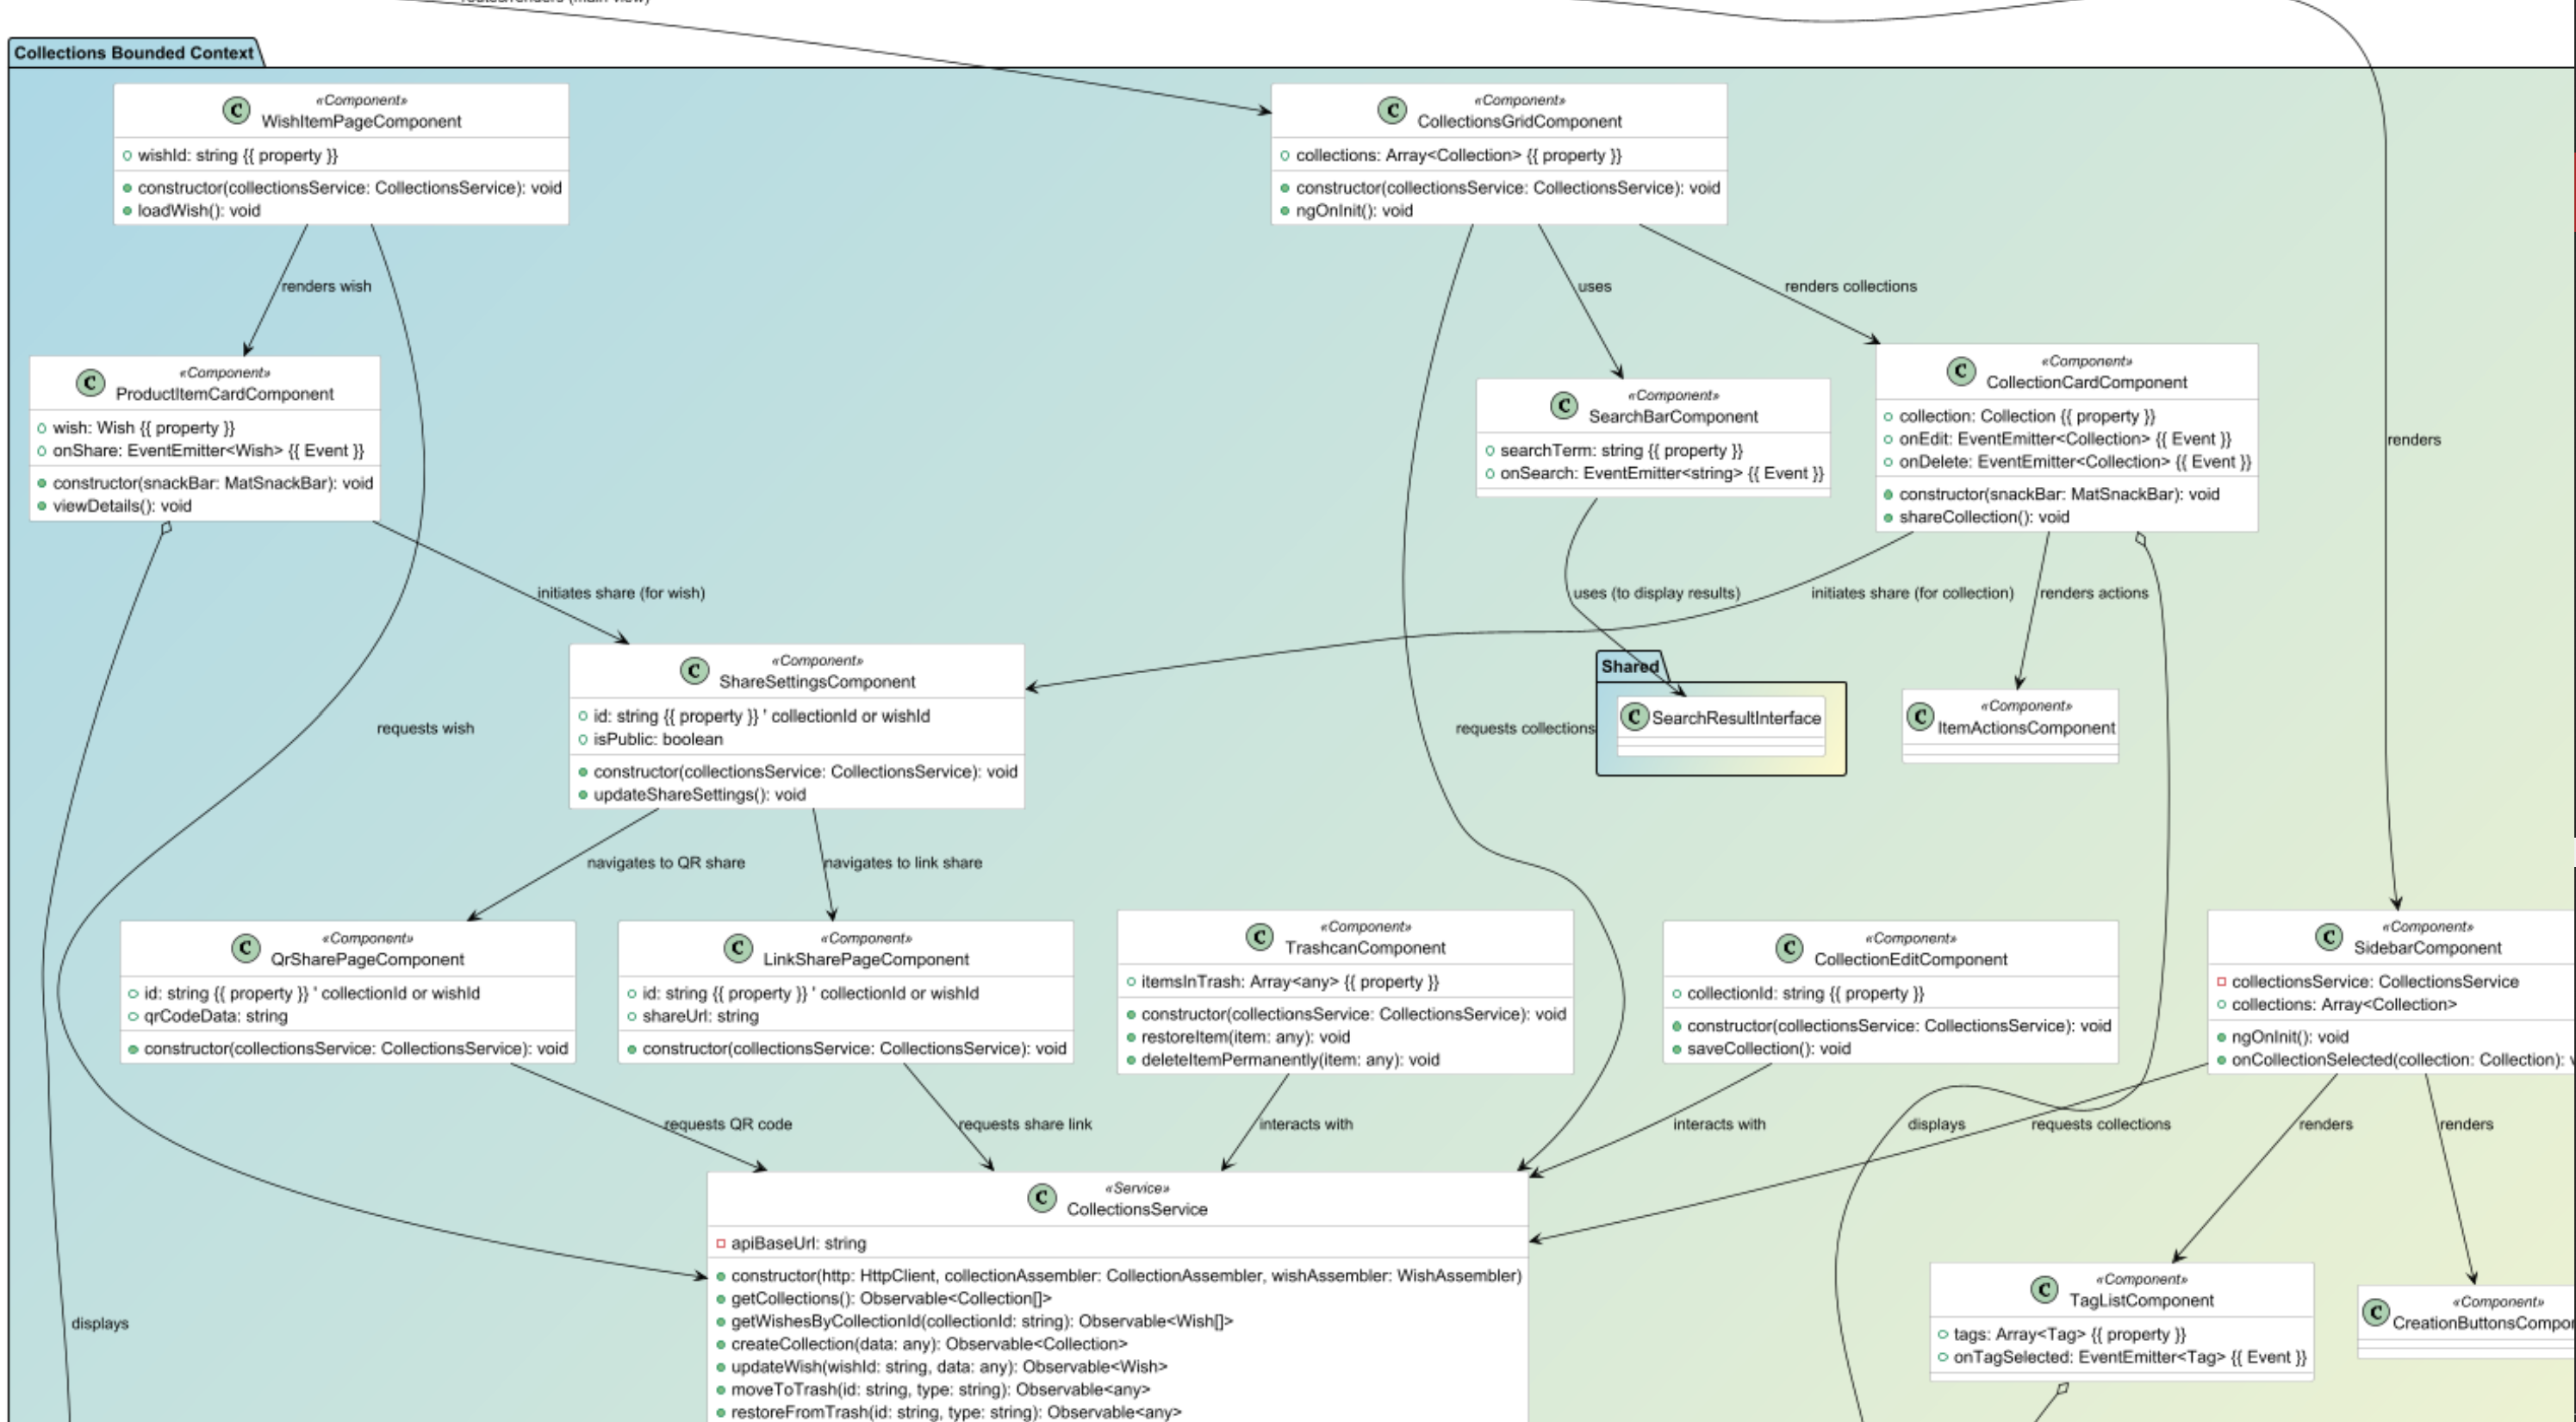 Collections Bounded Context
«Component»
WishItemPageComponent
wishId: string {{ property }}
constructor(collectionsService: CollectionsService): void
loadWish(): void
«Component»
CollectionsGridComponent
collections: Array<Collection> {{ property }}
constructor(collectionsService: CollectionsService): void
ngOnInit(): void
renders wish
uses
renders collections
«Component»
ProductItemCardComponent
wish: Wish {{ property }}
onShare: EventEmitter<Wish> {{ Event }}
constructor(snackBar: MatSnackBar): void
viewDetails(): void
«Component»
SearchBarComponent
searchTerm: string {{ property }}
onSearch: EventEmitter<string> {{ Event }}
«Component»
CollectionCardComponent
collection: Collection {{ property }}
onEdit: EventEmitter<Collection> {{ Event }}
onDelete: EventEmitter<Collection> {{ Event }}
constructor(snackBar: MatSnackBar): void
shareCollection(): void
renders
initiates share (for wish)
uses (to display results)
initiates share (for collection)
renders actions
«Component»
ShareSettingsComponent
id: string {{ property }} ' collectionId or wishId
isPublic: boolean
constructor(collectionsService: CollectionsService): void
updateShareSettings(): void
Shared
SearchResultInterface
«Component»
ItemActionsComponent
requests wish
requests collections
navigates to QR share
navigates to link share
«Component»
QrSharePageComponent
id: string {{ property }} ' collectionId or wishId
qrCodeData: string
constructor(collectionsService: CollectionsService): void
«Component»
LinkSharePageComponent
id: string {{ property }} ' collectionId or wishId
shareUrl: string
constructor(collectionsService: CollectionsService): void
«Component»
TrashcanComponent
itemsInTrash: Array<any> {{ property }}
constructor(collectionsService: CollectionsService): void
restoreItem(item: any): void
deleteItemPermanently(item: any): void
«Component»
CollectionEditComponent
collectionId: string {{ property }}
constructor(collectionsService: CollectionsService): void
saveCollection(): void
«Component»
SidebarComponent
collectionsService: CollectionsService
collections: Array<Collection>
ngOnInit(): void
onCollectionSelected(collection: Collection):
requests QR code
requests share link
interacts with
interacts with
displays
requests collections
renders
renders
«Service»
CollectionsService
apiBaseUrl: string
constructor(http: HttpClient, collectionAssembler: CollectionAssembler, wishAssembler: WishAssembler)
getCollections(): Observable<Collection[]>
getWishesByCollectionId(collectionId: string): Observable<Wish[]>
createCollection(data: any): Observable<Collection>
updateWish(wishId: string, data: any): Observable<Wish>
moveToTrash(id: string, type: string): Observable<any>
restoreFromTrash(id: string, type: string): Observable<any>
displays
«Component»
TagListComponent
tags: Array<Tag> {{ property }}
onTagSelected: EventEmitter<Tag> {{ Event }}
«Component»
CreationButtonsCompor